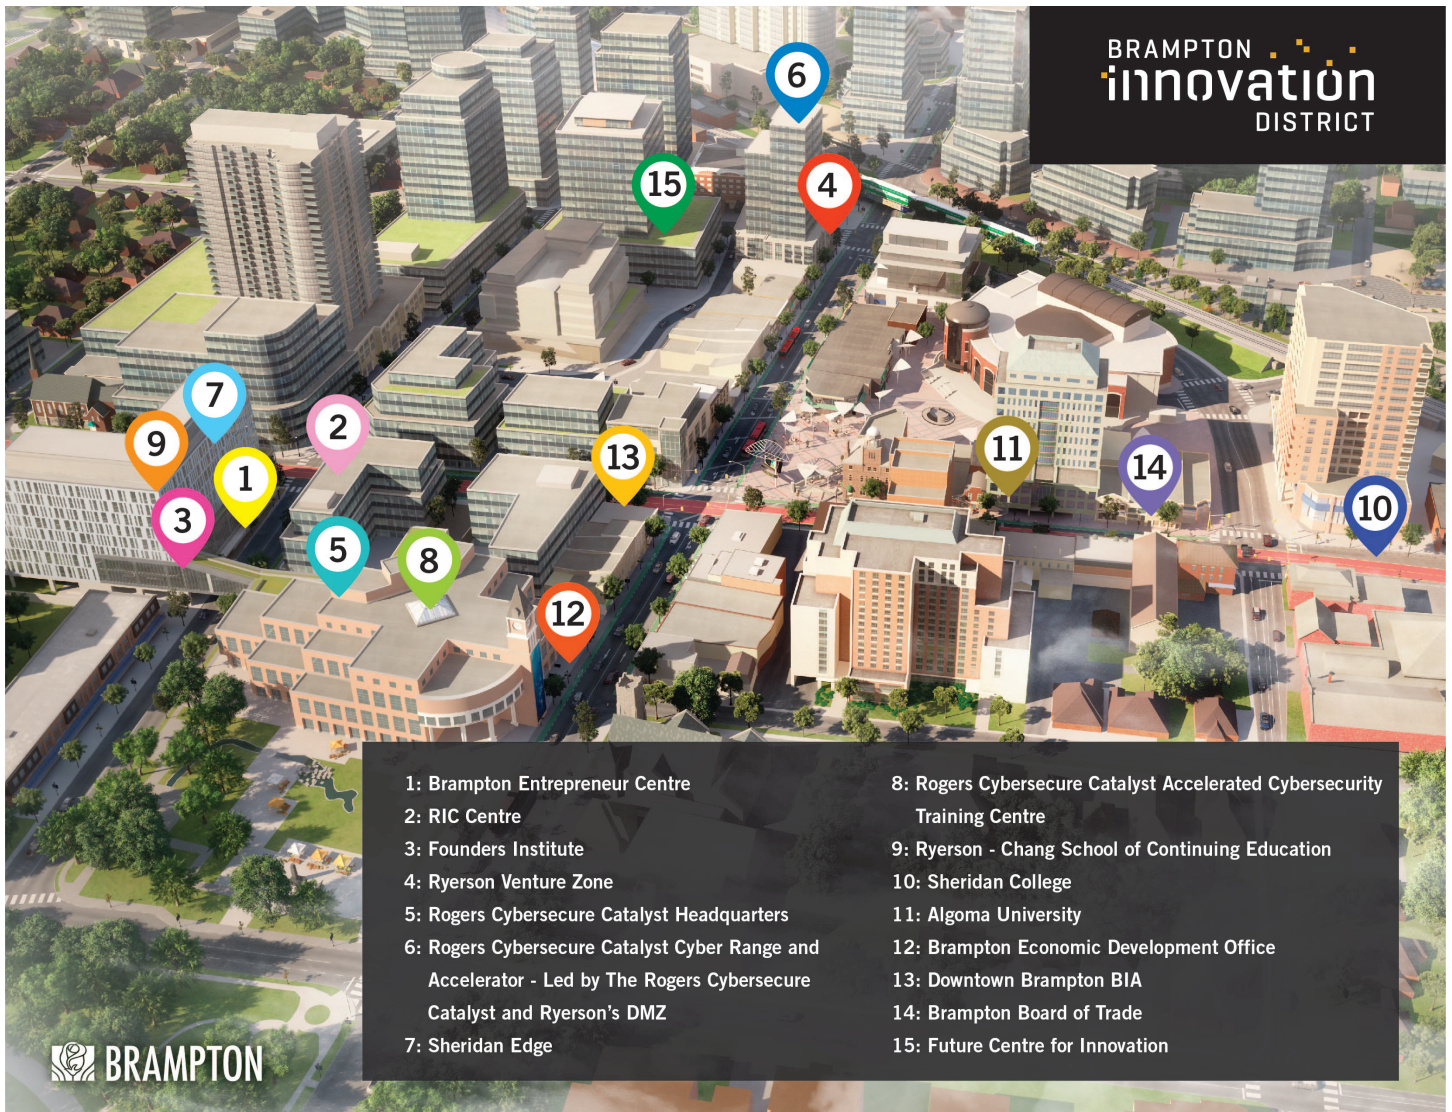 BRAMPTON
innovation
DISTRICT
6
15
4
7
2
9
13
11
14
1
3
10
5
8
12
1: Brampton Entrepreneur Centre
2: RIC Centre
3: Founders Institute
4: Ryerson Venture Zone
5: Rogers Cybersecure Catalyst Headquarters
6: Rogers Cybersecure Catalyst Cyber Range and
Accelerator - Led by The Rogers Cybersecure
Catalyst and Ryerson's DMZ
7: Sheridan Edge
8: Rogers Cybersecure Catalyst Accelerated Cybersecurity
Training Centre
9: Ryerson - Chang School of Continuing Education
10: Sheridan College
11: Algoma University
12: Brampton Economic Development Office
13: Downtown Brampton BIA
14: Brampton Board of Trade
15: Future Centre for Innovation
BRAMPTON